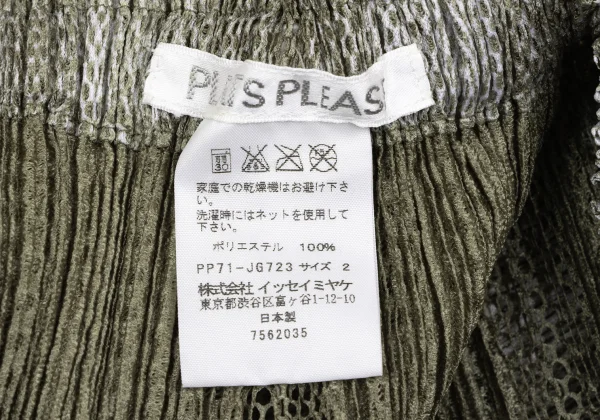 PLEAS
30
家庭での乾燥機はお避け下さ
い。
洗濯時にはネットを使用して
下さい。
ポリエステル 100%
PP71-JG723 サイズ 2
株式会社 イッセイ ミヤケ
東京都渋谷区富ヶ谷1-12-10
日本製
7562035